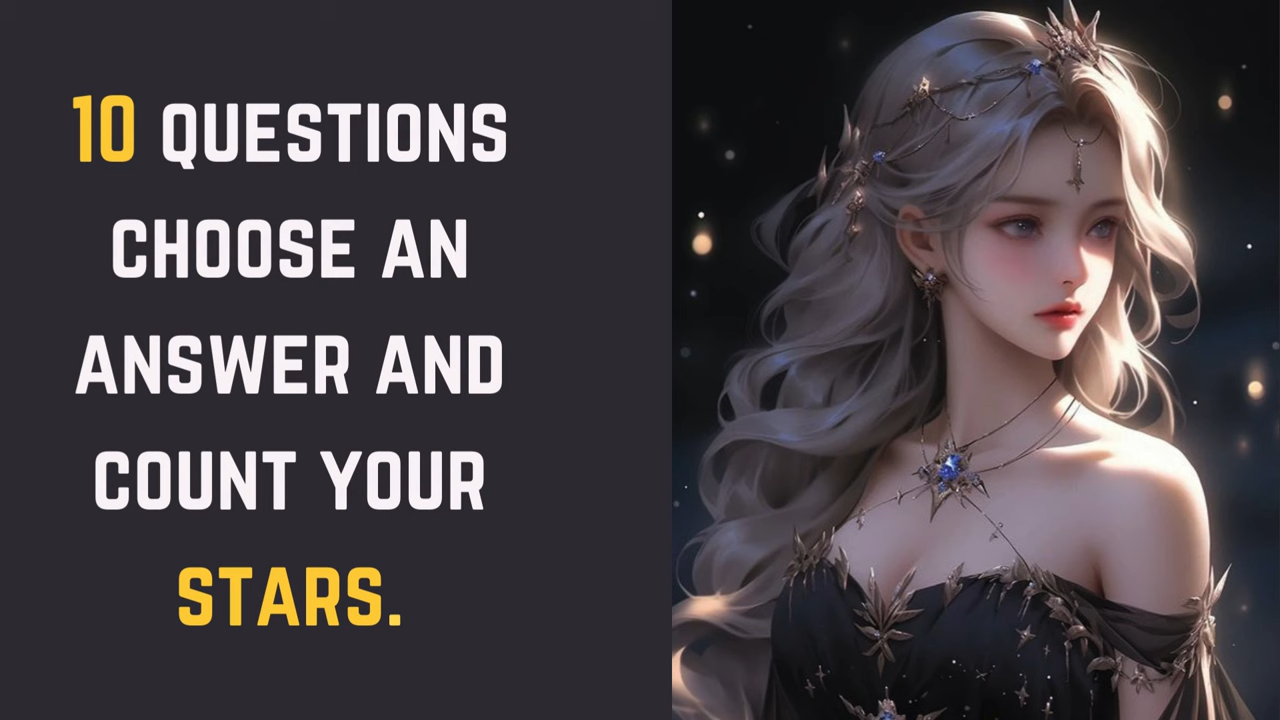 10 QUESTIONS
CHOOSE AN
ANSWER AND
COUNT YOUR
STARS.